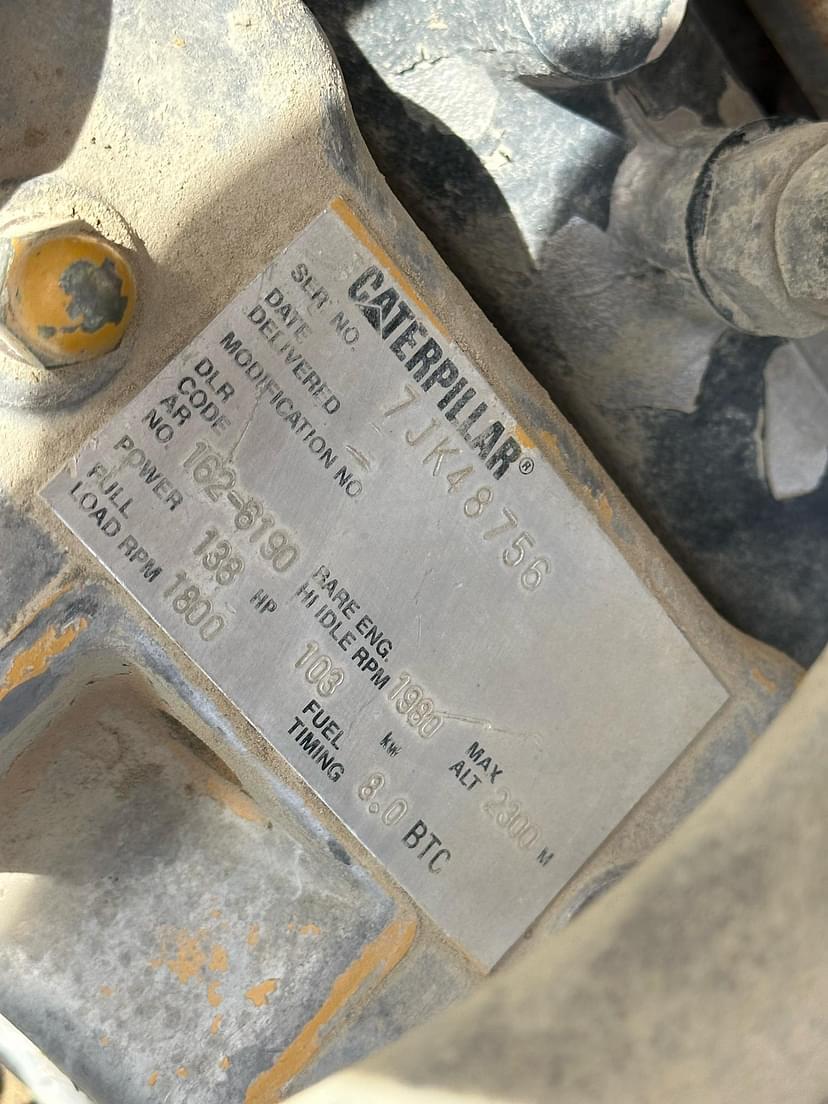 CATERPILLAR®
SER NO. 7JK48756
DATE
DELIVERED
MODIFICATION NO
DLR
CODE
AR
NO. 162-6190
BARE ENG.
HI IDLE RPM 1980
MAX
ALT 2300 M
POWER 138 HP 103 kw
FULL
LOAD RPM 1800
FUEL
TIMING 8.0 BTC